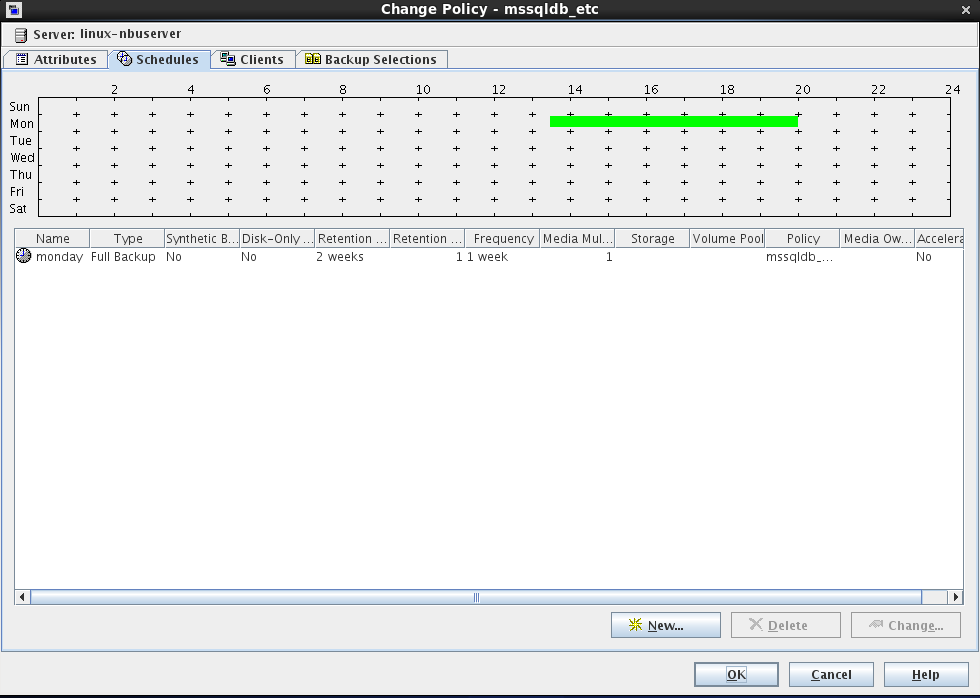 Change Policy - mssqldb_etc
Server: linux-nbuserver
Attributes Schedules Clients Backup Selections
2 4 6 8 10 12 14 16 18 20 22 24
Sun
Mon
Tue
Wed
Thu
Fri
Sat
Name Type Synthetic B... Disk-Only ... Retention ... Retention ... Frequency Media Mul... Storage Volume Pool Policy Media Ow... Accelera
monday Full Backup No No 2 weeks 1 1 week 1 mssqldb_... No
New... Delete Change...
OK Cancel Help